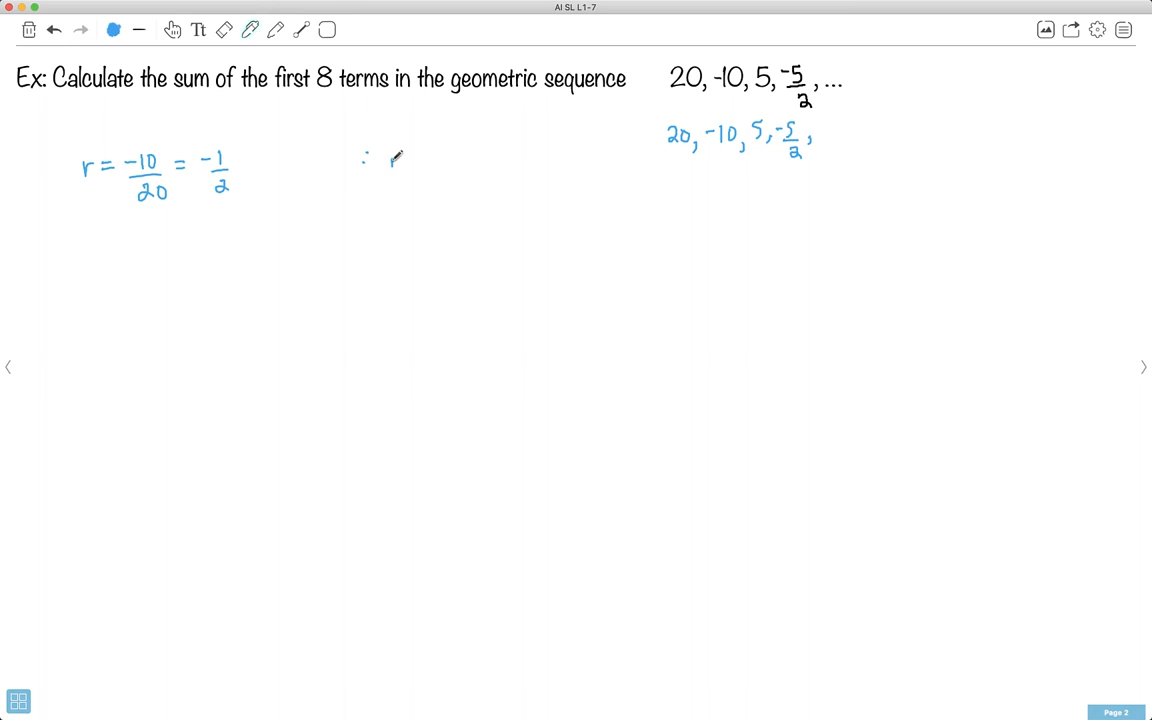 AI SL L1-7
Tt
Ex: Calculate the sum of the first 8 terms in the geometric sequence 20, -10, 5, -5/2, ...
20, -10, 5, -5/2,
r = -10/20 = -1/2 ∴ r
Page 2